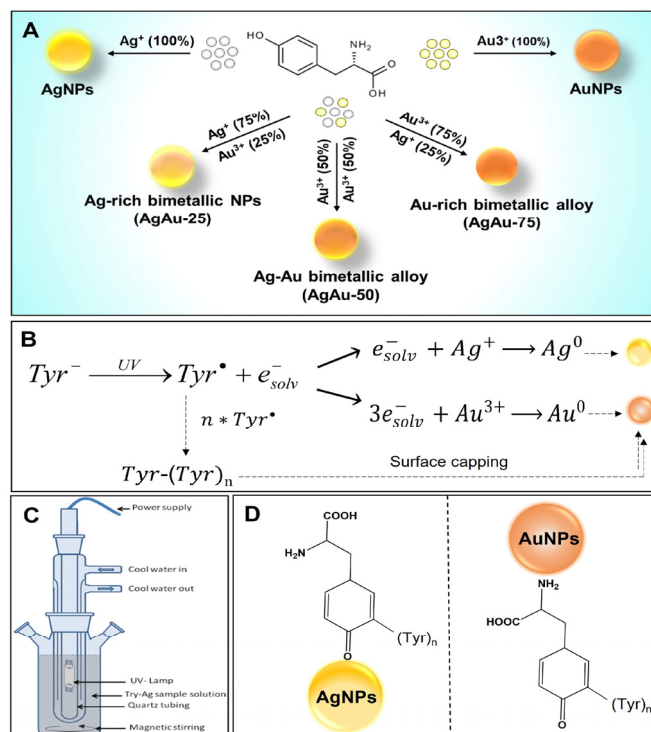 A
Ag⁺ (100%)
AgNPs
HO
NH₂
O
OH
Au3⁺ (100%)
AuNPs
Ag⁺ (75%)
Au³⁺ (25%)
Ag-rich bimetallic NPs
(AgAu-25)
Au³⁺ (50%)
Au³⁺ (50%)
Ag-Au bimetallic alloy
(AgAu-50)
Au³⁺ (75%)
Ag⁺ (25%)
Au-rich bimetallic alloy
(AgAu-75)
B
Tyr⁻ UV Tyr• + e⁻solv
e⁻solv + Ag⁺ ⟶ Ag⁰
3e⁻solv + Au³⁺ ⟶ Au⁰
n * Tyr•
Tyr-(Tyr)n
Surface capping
C
Power supply
Cool water in
Cool water out
UV- Lamp
Try-Ag sample solution
Quartz tubing
Magnetic stirring
D
COOH
H₂N
(Tyr)n
O
AgNPs
AuNPs
NH₂
HOOC
(Tyr)n
O